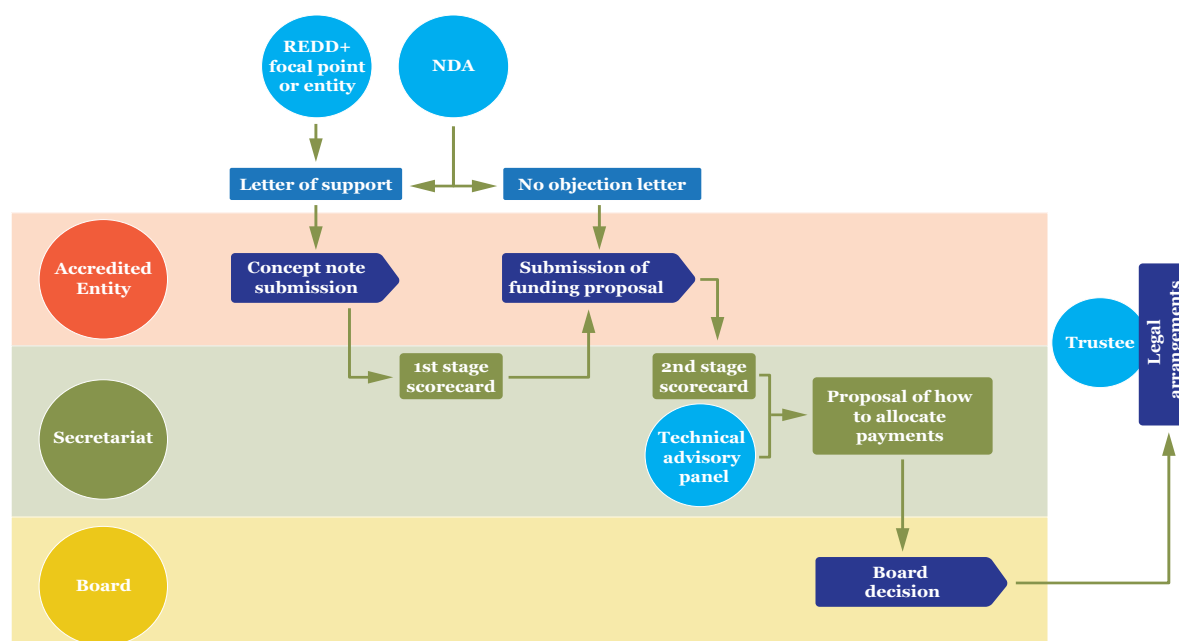 REDD+
focal point
or entity
NDA
Letter of support
No objection letter
Accredited
Entity
Concept note
submission
Submission of
funding proposal
Legal
arrangements
Trustee
1st stage
scorecard
2nd stage
scorecard
Proposal of how
to allocate
payments
Secretariat
Technical
advisory
panel
Board
Board
decision